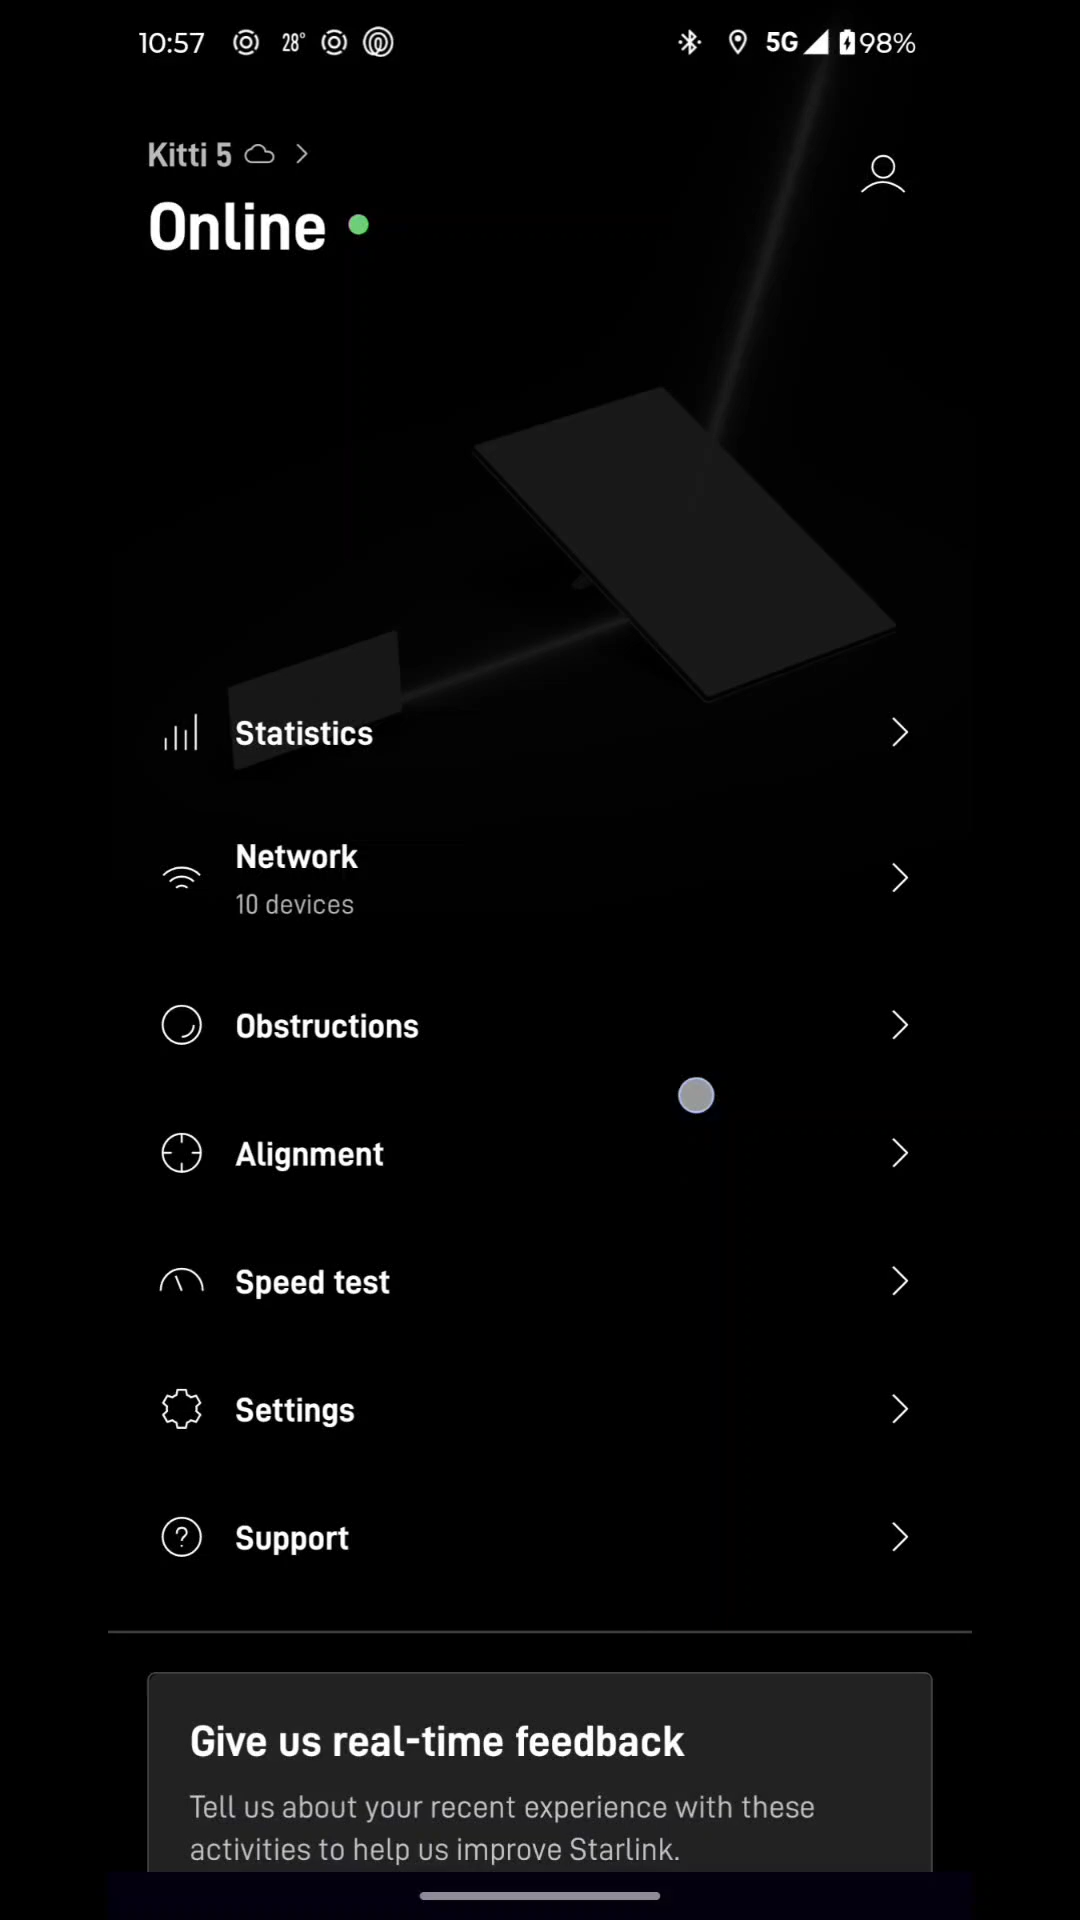 10:57 28° 5G 98%
Kitti 5
Online
Statistics
Network
10 devices
Obstructions
Alignment
Speed test
Settings
Support
Give us real-time feedback
Tell us about your recent experience with these
activities to help us improve Starlink.